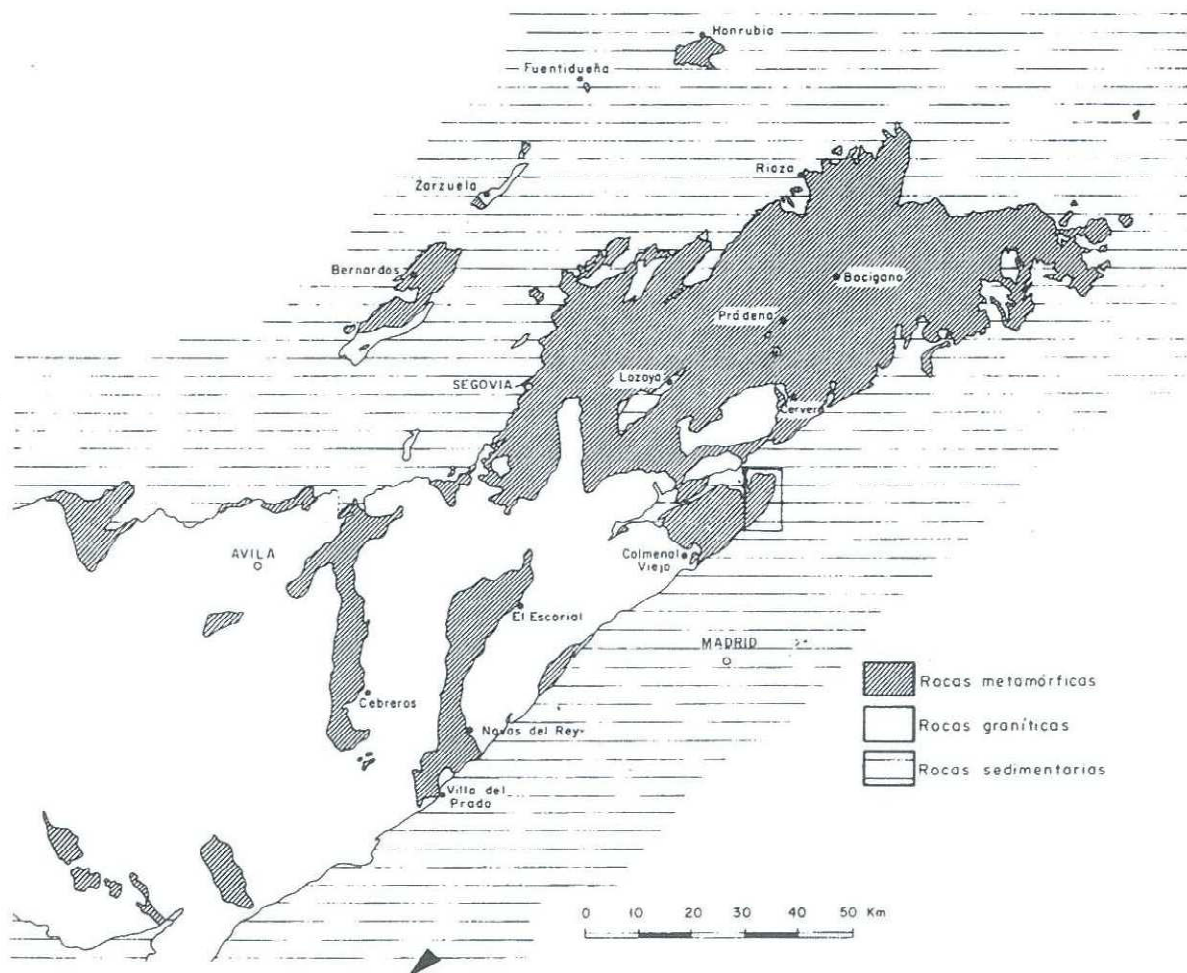 Honrubia
Fuentidueña
Riaza
Zarzuela
Bernardos
Bocigano
Prádena
SEGOVIA
Lozoya
Cervera
AVILA
Colmenal
Viejo
El Escorial
MADRID
Rocas metamórficas
Cebreros
Rocas graníticas
Navas del Rey
Rocas sedimentarias
Villa del
Prado
0 10 20 30 40 50 Km